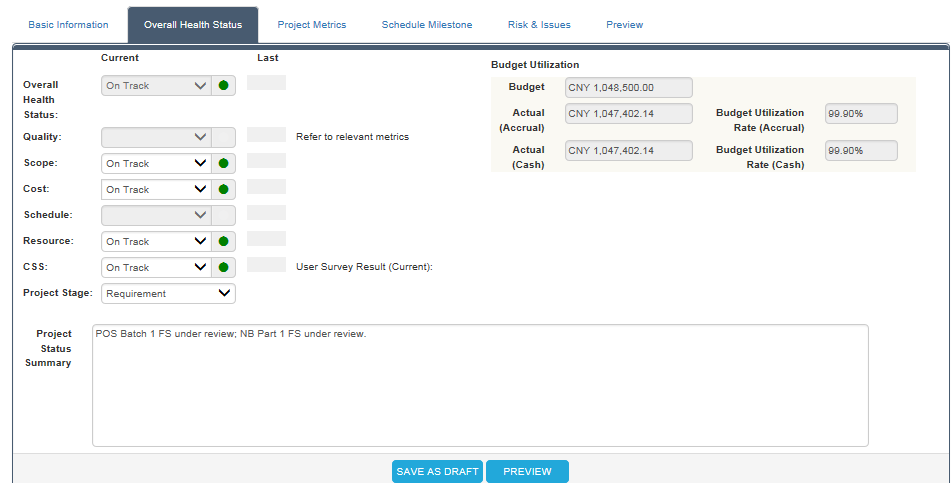 Basic Information Overall Health Status Project Metrics Schedule Milestone Risk & Issues Preview
Current Last
Overall Health Status: On Track
Quality: Refer to relevant metrics
Scope: On Track
Cost: On Track
Schedule:
Resource: On Track
CSS: On Track User Survey Result (Current):
Project Stage: Requirement
Budget Utilization
Budget CNY 1,048,500.00
Actual (Accrual) CNY 1,047,402.14 Budget Utilization Rate (Accrual) 99.90%
Actual (Cash) CNY 1,047,402.14 Budget Utilization Rate (Cash) 99.90%
Project Status Summary POS Batch 1 FS under review; NB Part 1 FS under review.
SAVE AS DRAFT PREVIEW